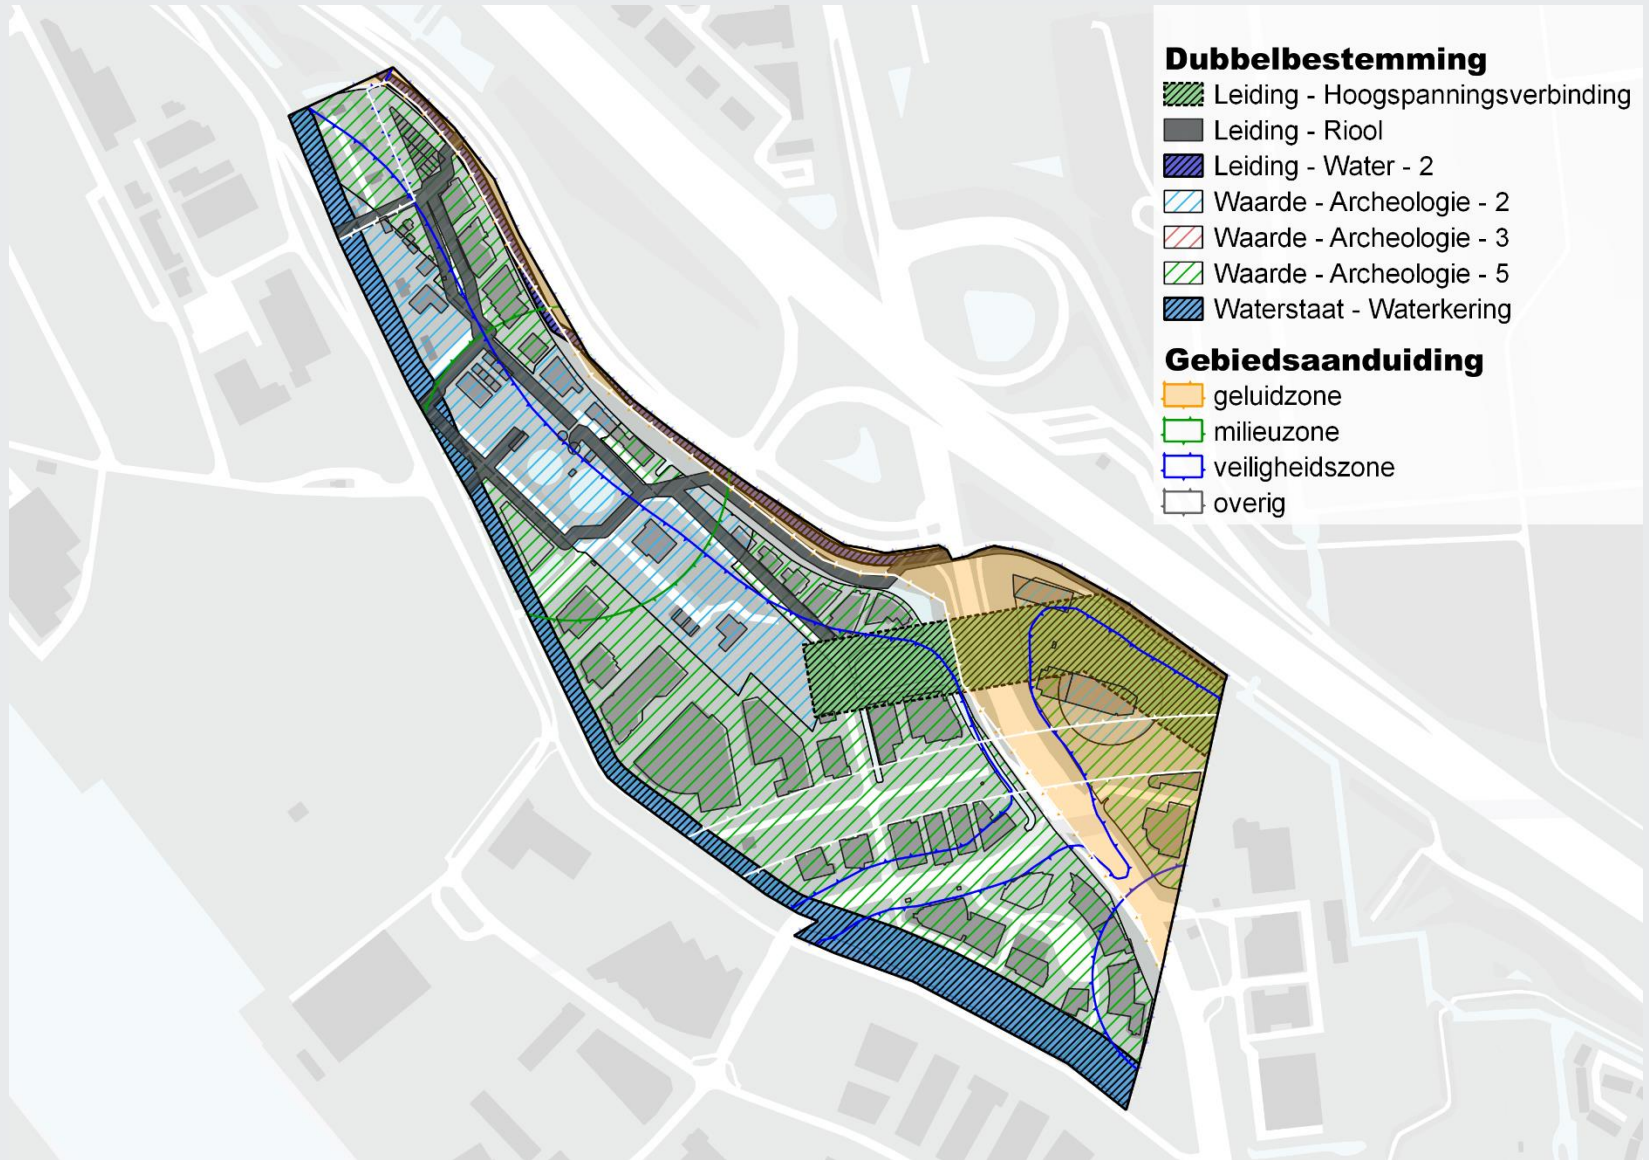 Dubbelbestemming
Leiding - Hoogspanningsverbinding
Leiding - Riool
Leiding - Water - 2
Waarde - Archeologie - 2
Waarde - Archeologie - 3
Waarde - Archeologie - 5
Waterstaat - Waterkering
Gebiedsaanduiding
geluidzone
milieuzone
veiligheidszone
overig